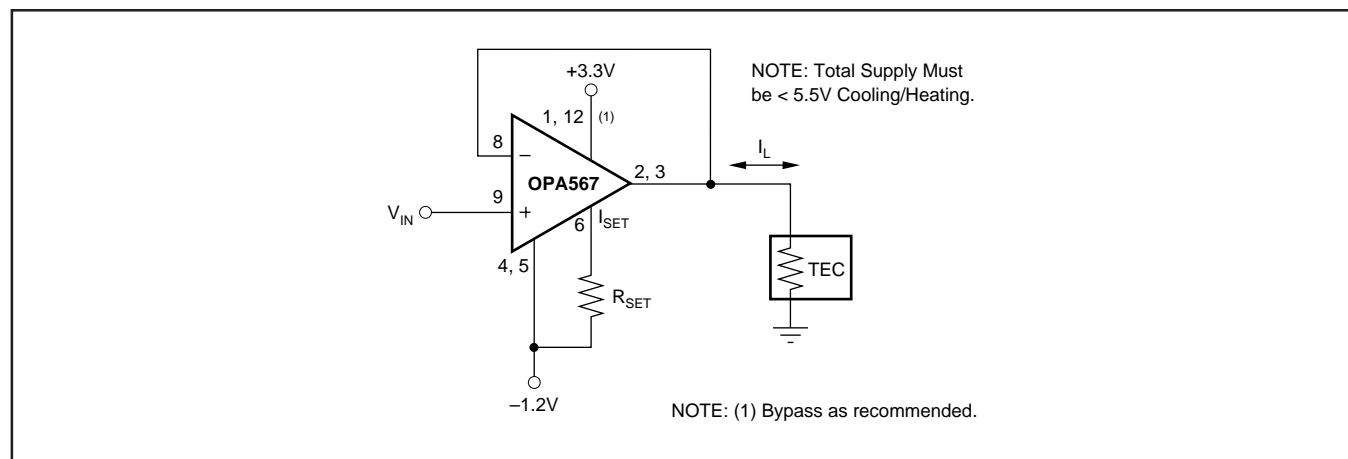 +3.3V
NOTE: Total Supply Must
be < 5.5V Cooling/Heating.
1, 12
(1)
8
–
I_L
OPA567
2, 3
9
V_IN
+
6
I_SET
4, 5
TEC
R_SET
–1.2V
NOTE: (1) Bypass as recommended.